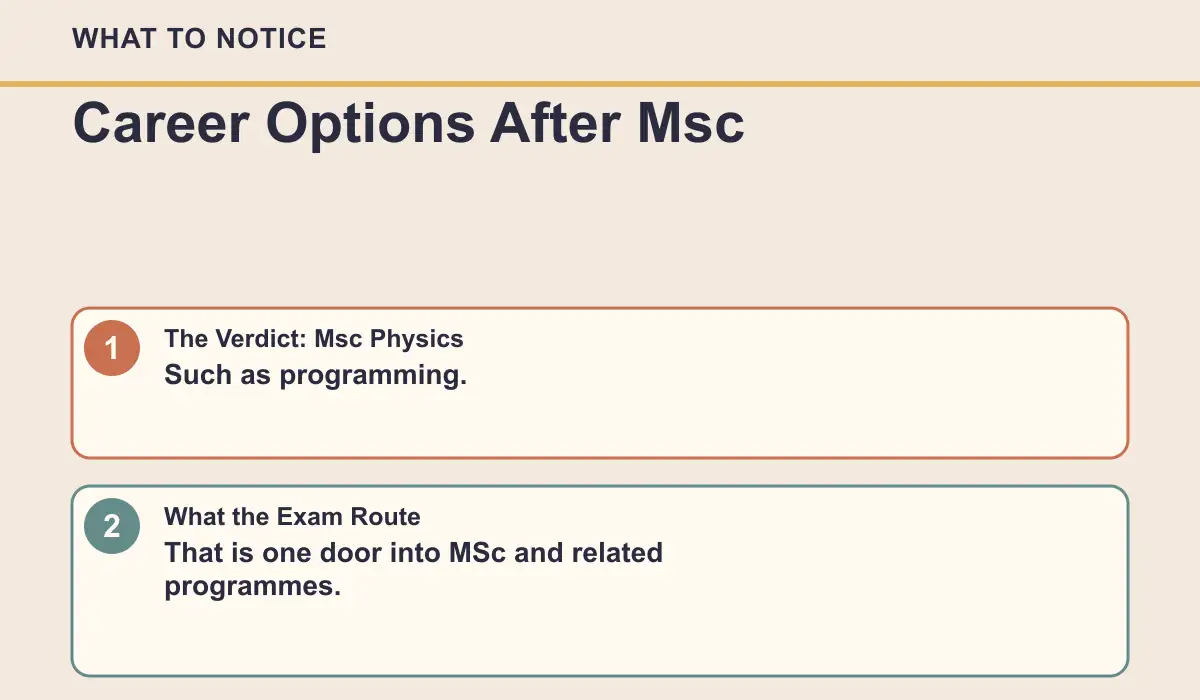 WHAT TO NOTICE
Career Options After Msc
1
The Verdict: Msc Physics
Such as programming.
2
What the Exam Route
That is one door into MSc and related
programmes.